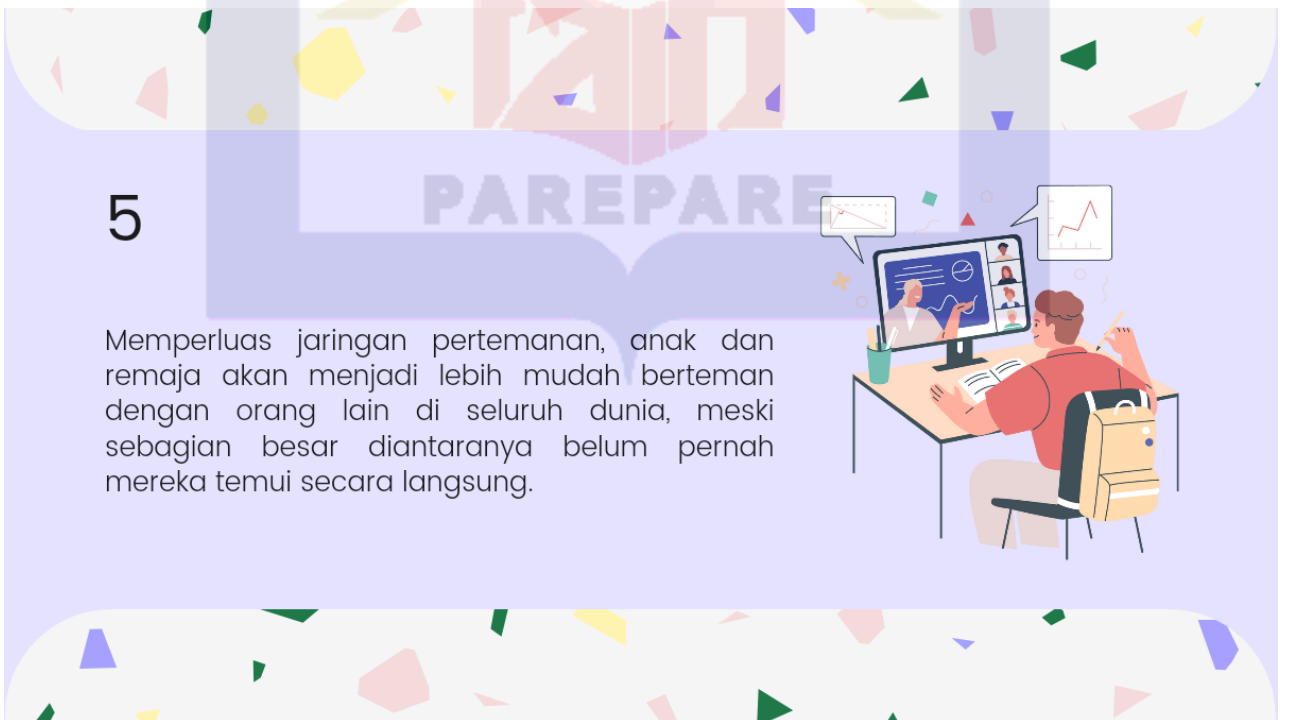 iain
PAREPARE
5
Memperluas jaringan pertemanan, anak dan
remaja akan menjadi lebih mudah berteman
dengan orang lain di seluruh dunia, meski
sebagian besar diantaranya belum pernah
mereka temui secara langsung.